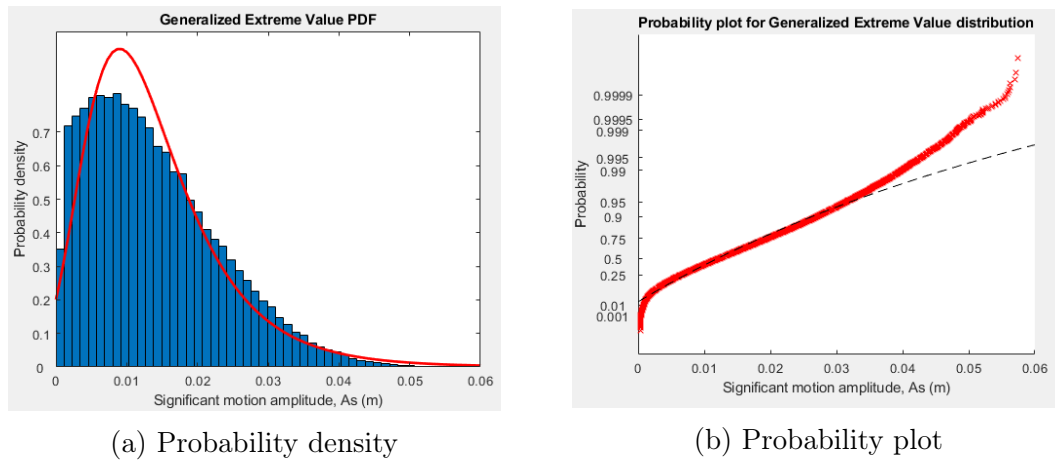 Generalized Extreme Value PDF
Probability density
0.7
0.6
0.5
0.4
0.3
0.2
0.1
0
0 0.01 0.02 0.03 0.04 0.05 0.06
Significant motion amplitude, As (m)
(a) Probability density
Probability plot for Generalized Extreme Value distribution
Probability
0.9999
0.9995
0.999
0.995
0.99
0.95
0.9
0.75
0.5
0.25
0.01
0.001
0 0.01 0.02 0.03 0.04 0.05 0.06
Significant motion amplitude, As (m)
(b) Probability plot